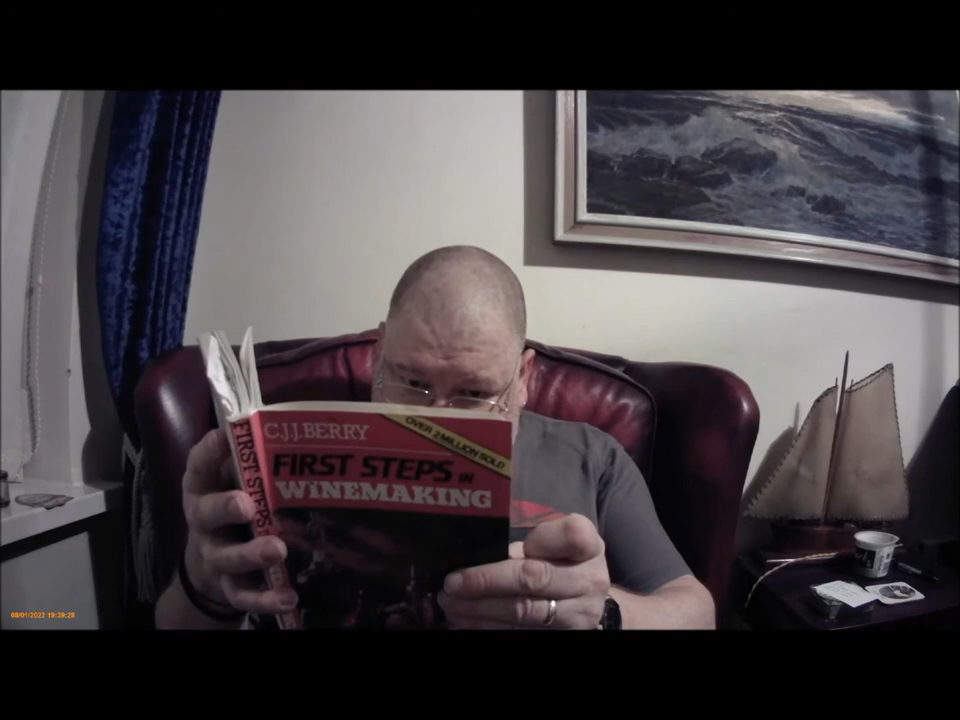 C.J.J.BERRY
OVER 2 MILLION SOLD
FIRST STEPS IN
WINEMAKING
FIRST STEPS
08/01/2022 19:39:28